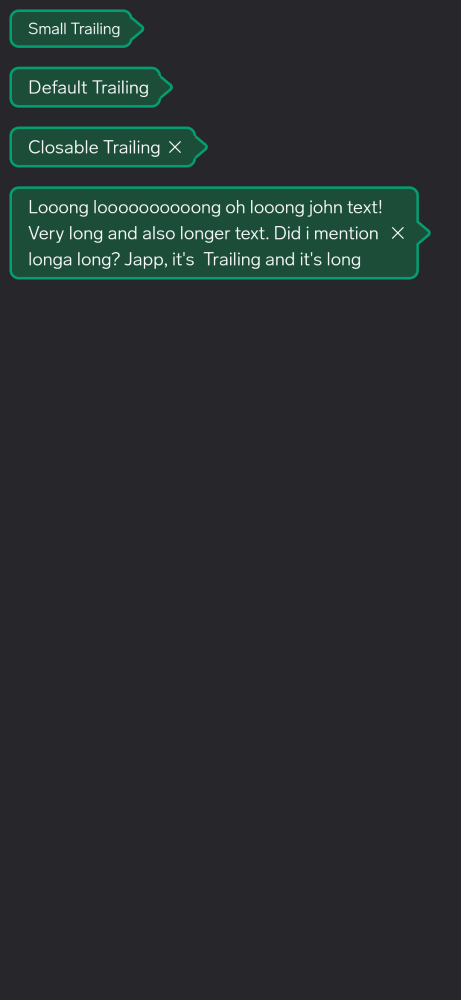 Small Trailing
Default Trailing
Closable Trailing
Looong loooooooooong oh looong john text!
Very long and also longer text. Did i mention
longa long? Japp, it's  Trailing and it's long